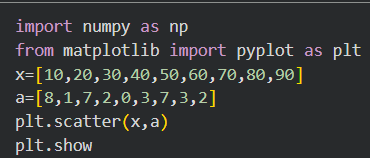 import numpy as np
from matplotlib import pyplot as plt
x=[10,20,30,40,50,60,70,80,90]
a=[8,1,7,2,0,3,7,3,2]
plt.scatter(x,a)
plt.show